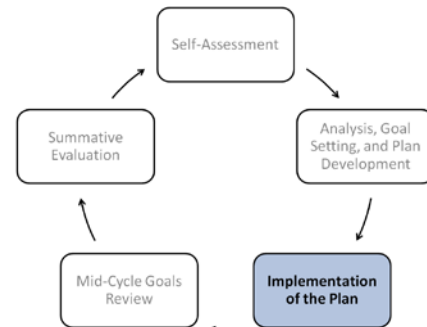 Self-Assessment
Analysis, Goal
Setting, and Plan
Development
Implementation
of the Plan
Mid-Cycle Goals
Review
Summative
Evaluation